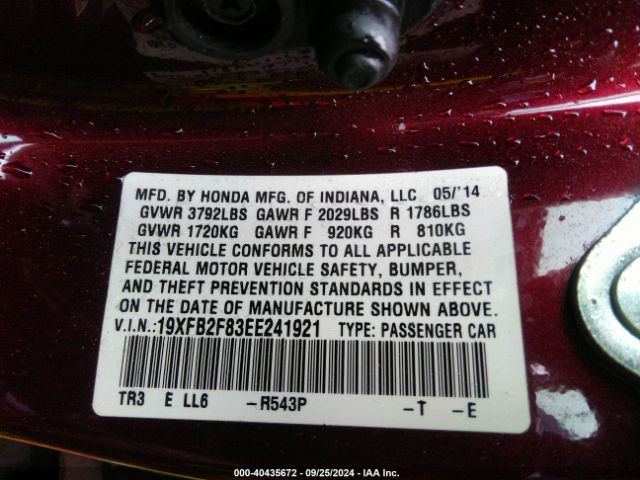 MFD. BY HONDA MFG. OF INDIANA, LLC 05/'14
GVWR 3792LBS GAWR F 2029LBS R 1786LBS
GVWR 1720KG GAWR F 920KG R 810KG
THIS VEHICLE CONFORMS TO ALL APPLICABLE
FEDERAL MOTOR VEHICLE SAFETY, BUMPER,
AND THEFT PREVENTION STANDARDS IN EFFECT
ON THE DATE OF MANUFACTURE SHOWN ABOVE.
V.I.N.:19XFB2F83EE241921 TYPE: PASSENGER CAR
TR3 E LL6 -R543P -T -E
000-40435672 - 09/25/2024 - IAA Inc.